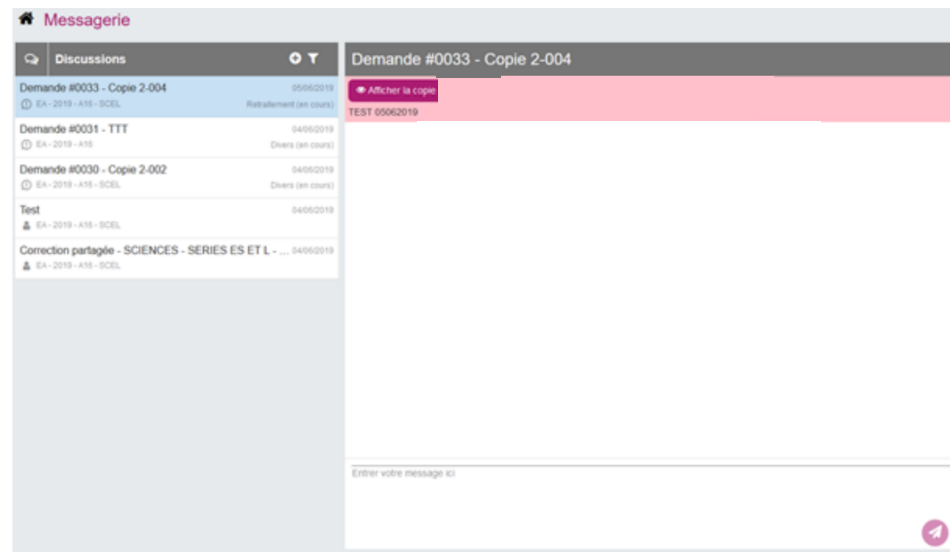 Messagerie
Discussions
Demande #0033 - Copie 2-004 05/06/2019
EA - 2019 - A16 - SCEL Retraitement (en cours)
Demande #0031 - TTT 04/06/2019
EA - 2019 - A16 Divers (en cours)
Demande #0030 - Copie 2-002 04/06/2019
EA - 2019 - A16 - SCEL Divers (en cours)
Test 04/06/2019
EA - 2019 - A16 - SCEL
Correction partagée - SCIENCES - SERIES ES ET L - ... 04/06/2019
EA - 2019 - A16 - SCEL
Demande #0033 - Copie 2-004
Afficher la copie
TEST 05062019
Entrer votre message ici